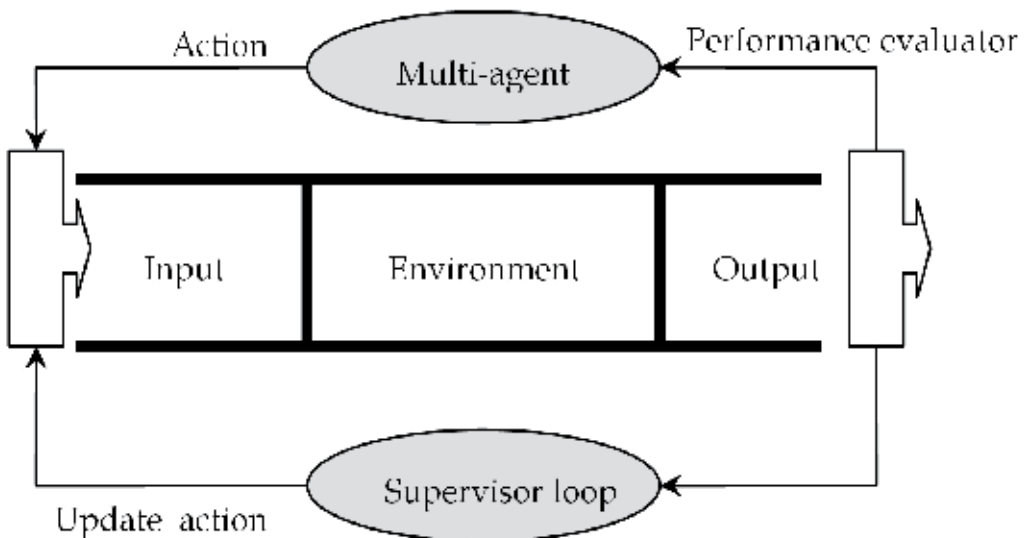 Action
Performance evaluator
Multi-agent
Input
Environment
Output
Supervisor loop
Update action